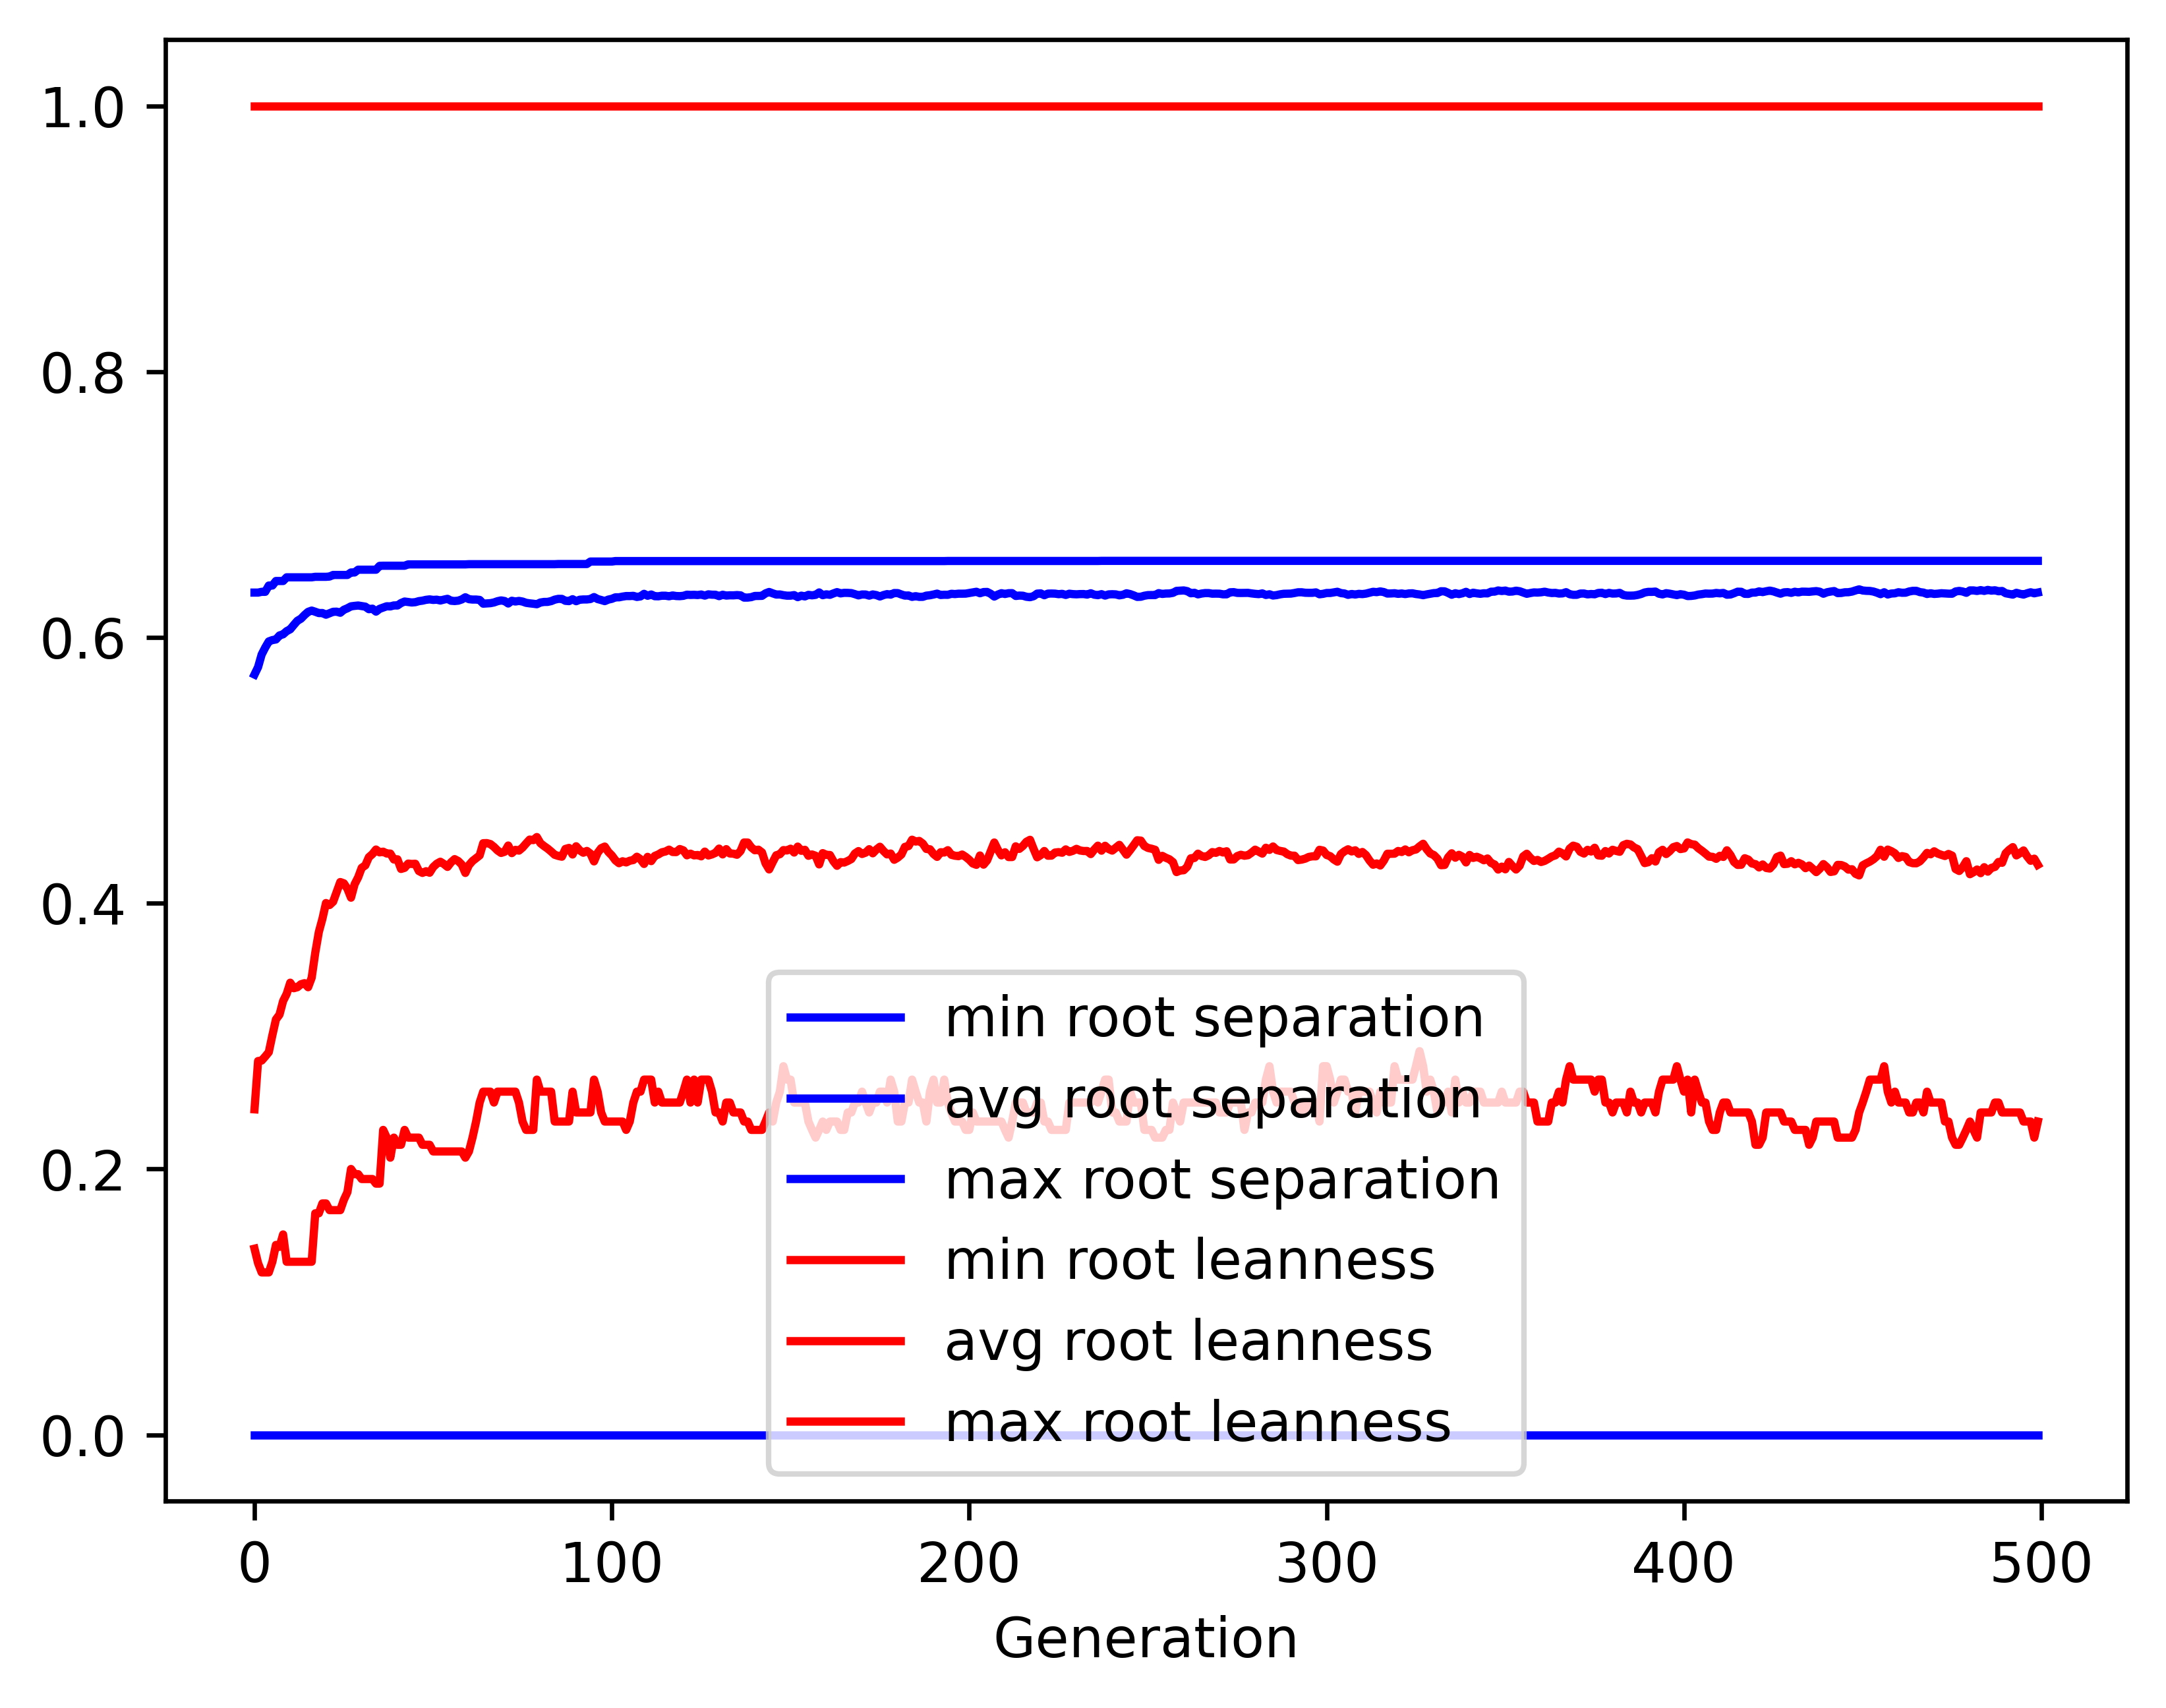 1.0
0.8
0.6
0.4
0.2
0.0
min root separation
avg root separation
max root separation
min root leanness
avg root leanness
max root leanness
0 100 200 300 400 500
Generation